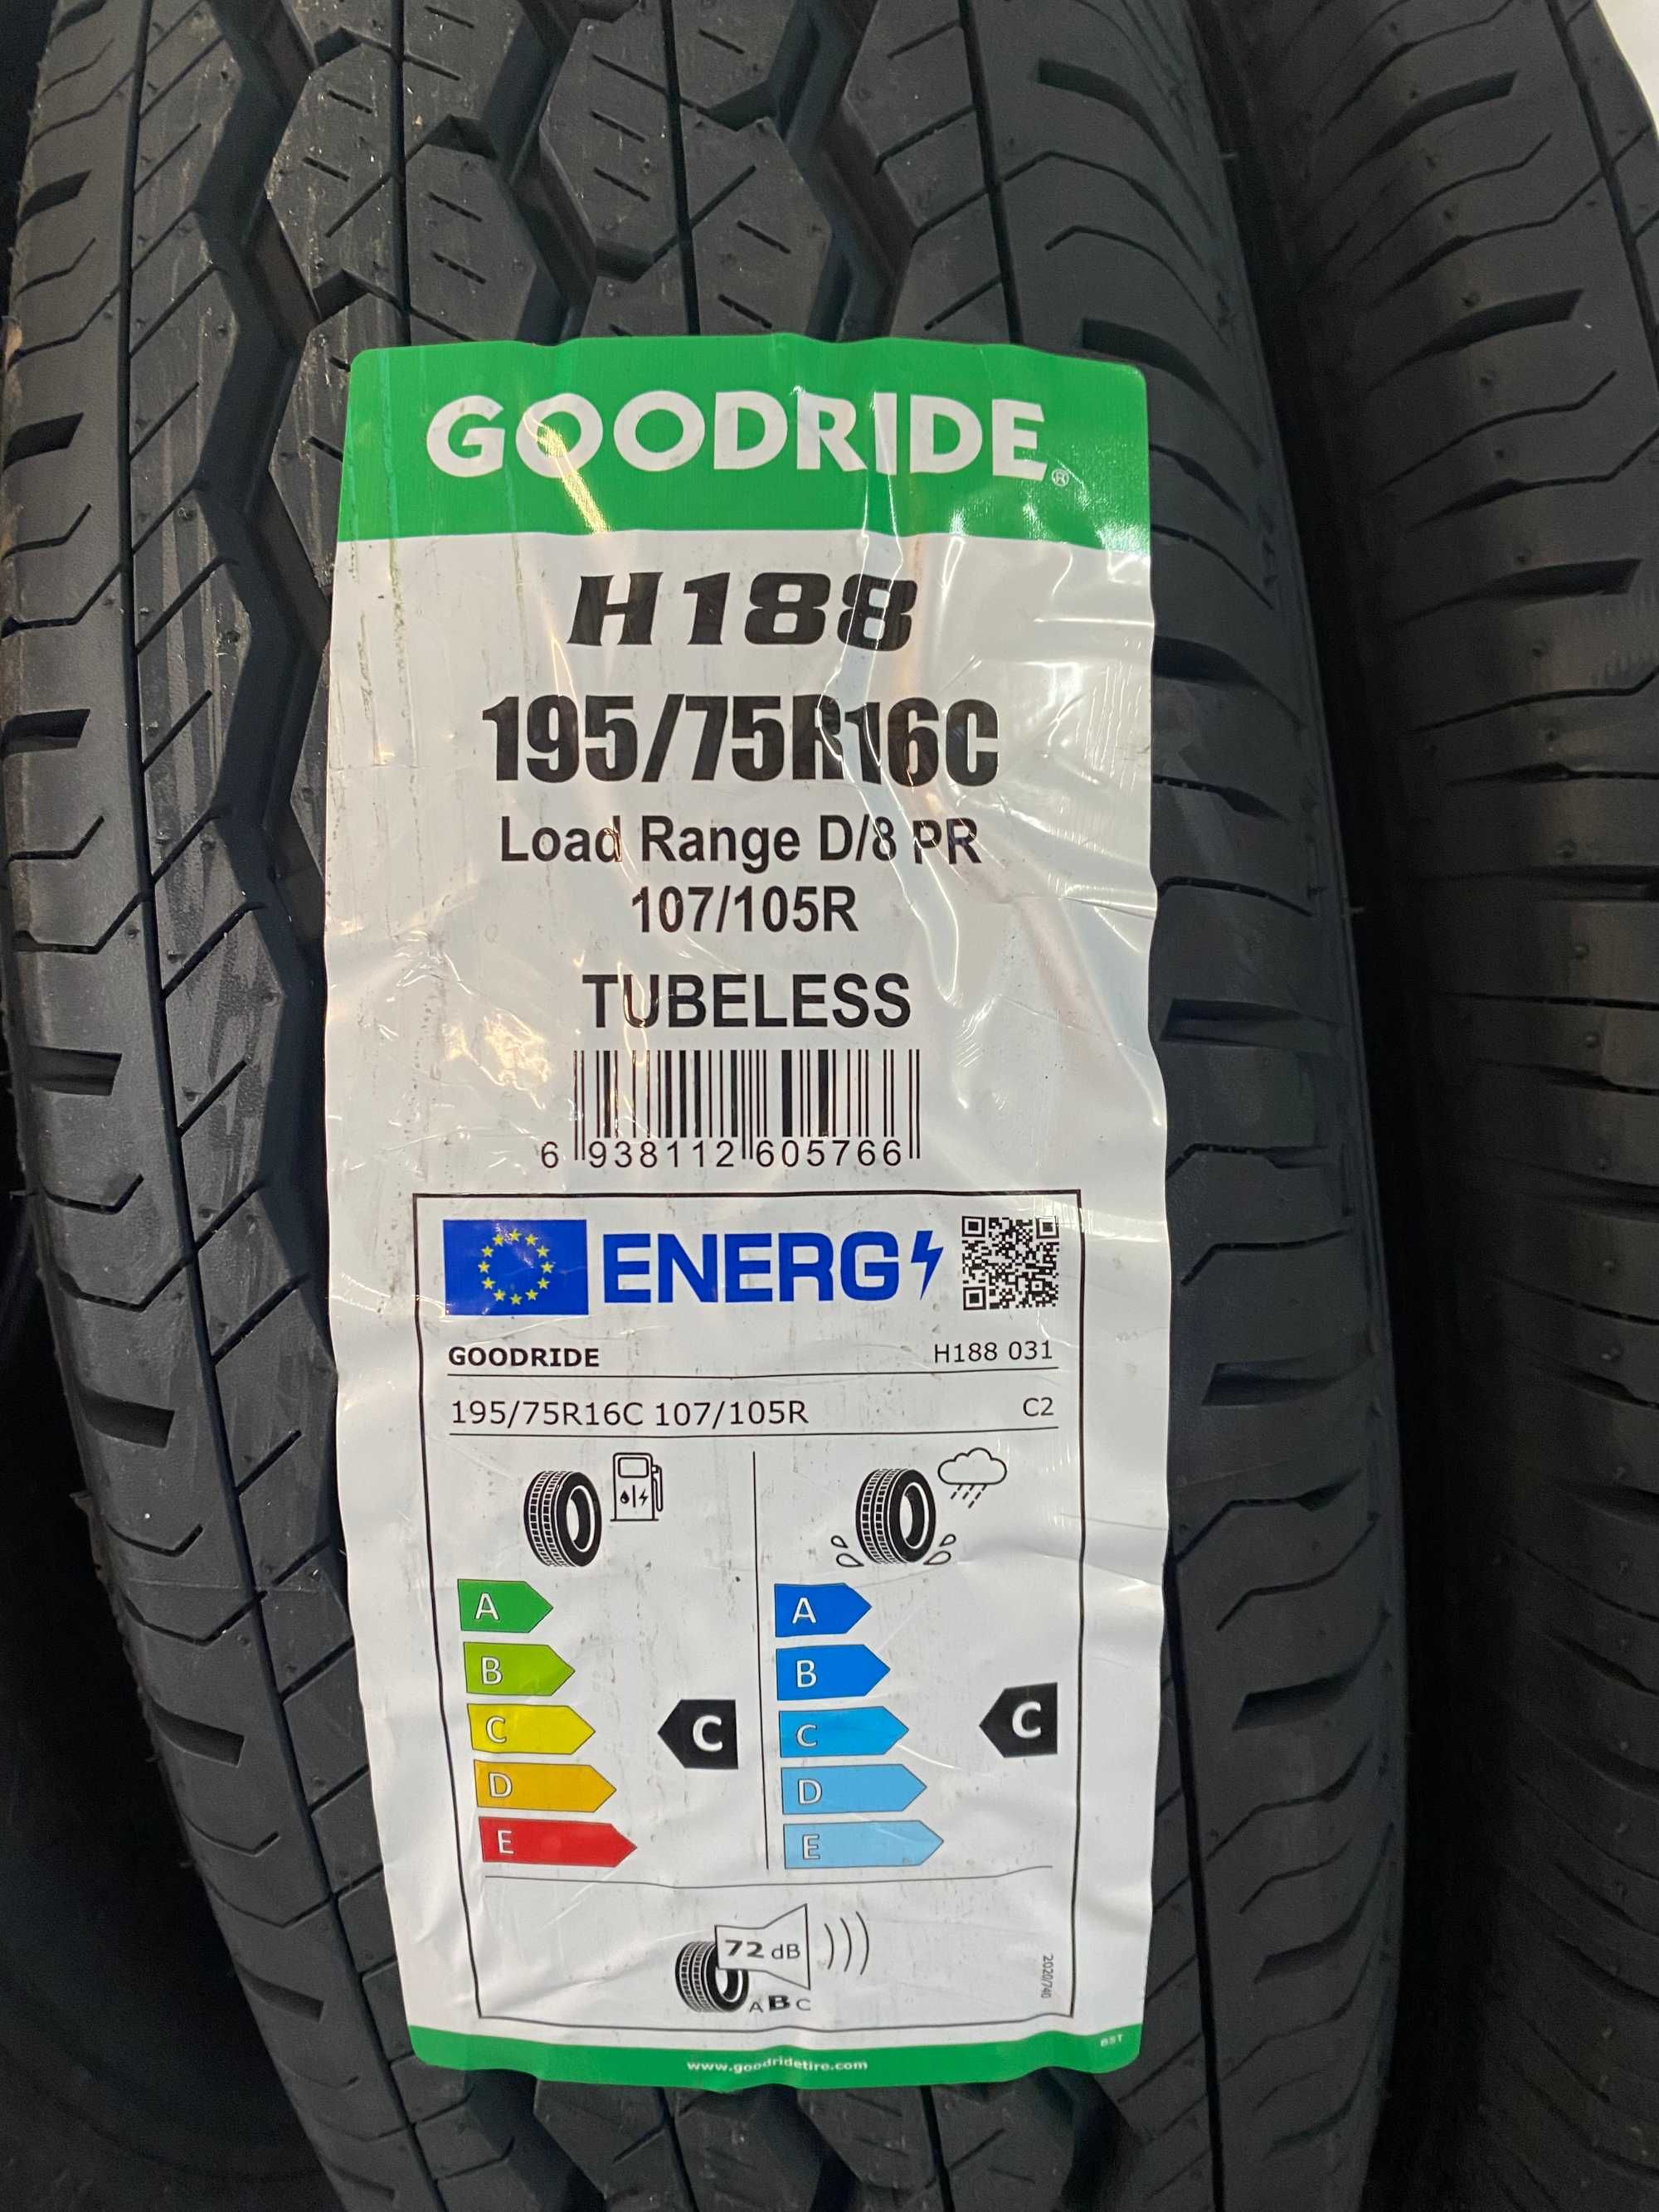 GOODRIDE®
H188
195/75R16C
Load Range D/8 PR
107/105R
TUBELESS
6 938112 605766
ENERG
GOODRIDE H188 031
195/75R16C 107/105R C2
A A
B B
C C C C
D D
E E
72 dB
A B C
2020/740
BST
www.goodridetire.com